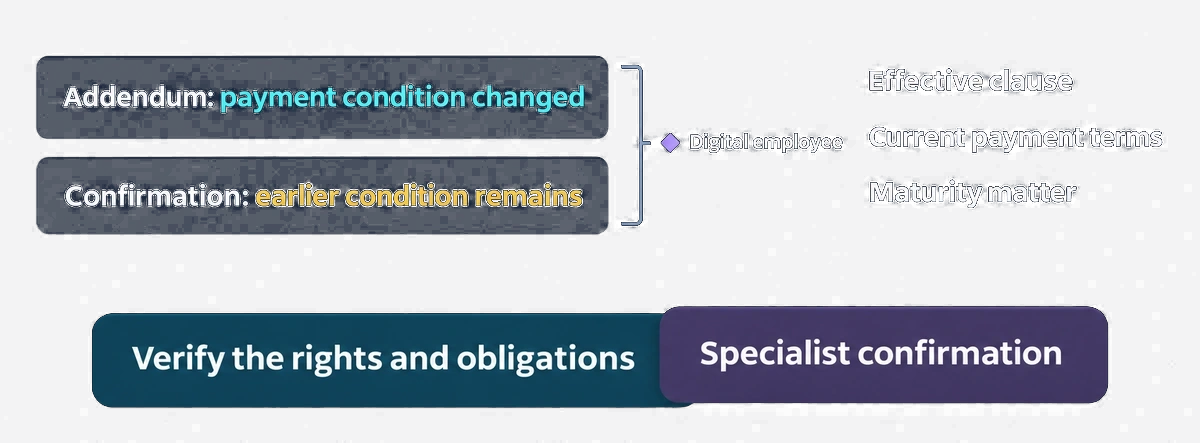 Addendum: payment condition changed
Confirmation: earlier condition remains
Digital employee
Effective clause
Current payment terms
Maturity matter
Verify the rights and obligations
Specialist confirmation